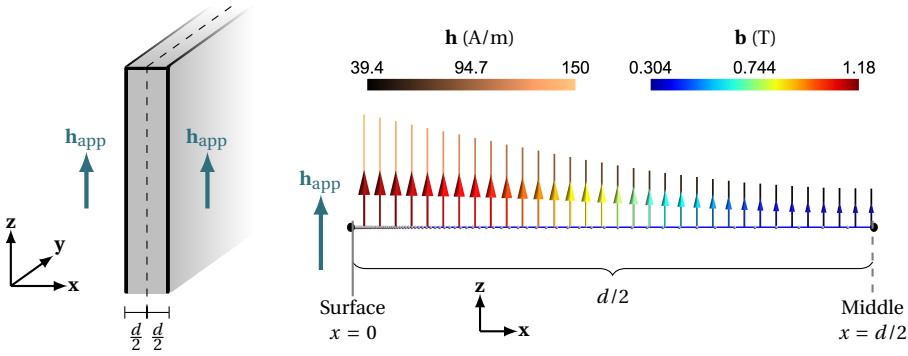 h_app
h_app
z
y
x
d/2 d/2
h (A/m)
39.4 94.7 150
b (T)
0.304 0.744 1.18
h_app
d/2
Surface
x = 0
z
x
Middle
x = d/2